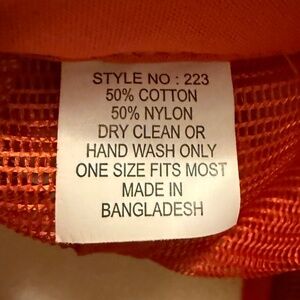 STYLE NO : 223
50% COTTON
50% NYLON
DRY CLEAN OR
HAND WASH ONLY
ONE SIZE FITS MOST
MADE IN
BANGLADESH